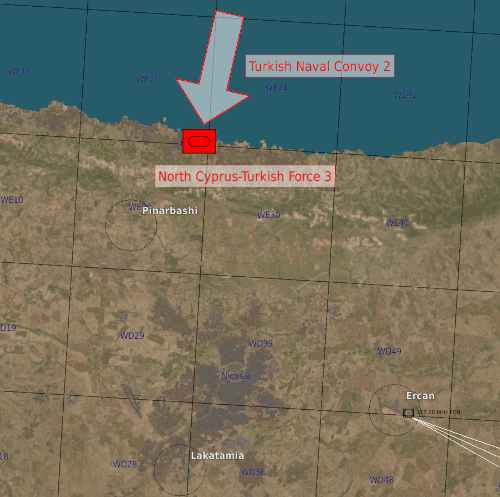 WE11
Turkish Naval Convoy 2
WE31
WE41
North Cyprus-Turkish Force 3
WE10
Pinarbashi
WE30
WE40
WD19
WD29
WD39
WD49
Nicosia
Ercan
Lakatamia
WD28
WD38
WD48